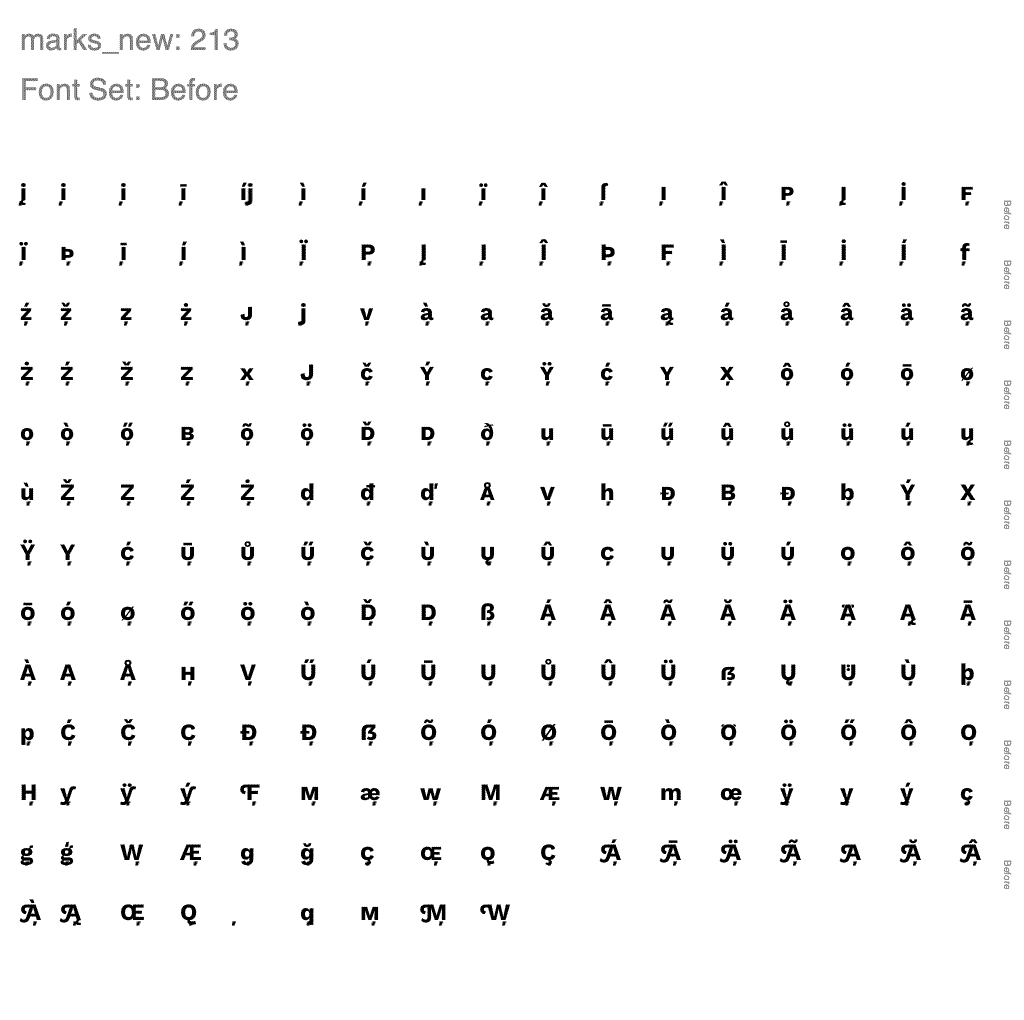 marks_new: 213
Font Set: Before
į̦ i̦ i̦ ī̦ íj̦ ì̦ í̦ ı̦ ï̦ î̦ ſ̦ ı̦ î̦ ᴘ̦ Į̦ i̦ ꜰ̦ Before
ï̦ þ̦ ī̦ í̦ ì̦ Ï̦ P̦ Į̦ I̦ Î̦ Þ̦ F̦ Ì̦ Ī̦ İ̦ Í̦ f̦ Before
ź̦ ž̦ z̦ ż̦ ᴊ̦ j̦ v̦ à̦ a̦ ă̦ ā̦ ą̦ á̦ å̦ â̦ ä̦ ã̦ Before
ż̦ ź̦ ž̦ z̦ x̦ J̦ č̦ ý̦ c̦ ÿ̦ ć̦ ʏ̦ x̦ ô̦ ó̦ ō̦ ø̦ Before
o̦ ò̦ ő̦ ʙ̦ õ̦ ö̦ ď̦ ᴅ̦ ð̦ u̦ ū̦ ű̦ û̦ ů̦ ü̦ ú̦ ų̦ Before
ù̦ Ž̦ Z̦ Ź̦ Ż̦ d̦ đ̦ ď̦ å̦ v̦ h̦ đ̦ B̦ đ̦ b̦ Ý̦ X̦ Before
Ÿ̦ Y̦ ć̦ ū̦ ů̦ ű̦ č̦ ù̦ ų̦ û̦ c̦ u̦ ü̦ ú̦ o̦ ô̦ õ̦ Before
ō̦ ó̦ ø̦ ő̦ ö̦ ò̦ Ď̦ D̦ ß̦ á̦ â̦ ã̦ ă̦ ä̦ A̦ ą̦ ā̦ Before
à̦ a̦ Å̦ ʜ̦ V̦ Ű̦ Ú̦ Ū̦ U̦ Ů̦ Û̦ Ü̦ ß̦ Ų̦ U̦ Ù̦ þ̦ Before
p̦ Ć̦ Č̦ C̦ Đ̦ Đ̦ ẞ̦ Õ̦ Ó̦ Ø̦ Ō̦ Ò̦ O̦ Ö̦ Ő̦ Ô̦ O̦ Before
H̦ y̦ ÿ̦ ý̦ F̦ ᴍ̦ æ̦ w̦ M̦ ᴁ̦ w̦ m̦ œ̦ ÿ̦ y̦ ý̦ ç̦ Before
g̦ ģ̦ W̦ Æ̦ g̦ ğ̦ ç̦ ɶ̦ q̦ Ç̦ Á̦ Ā̦ Ä̦ Ã̦ A̦ Ă̦ Â̦ Before
À̦ Ą̦ Œ̦ Q̦ ̦ q̦ ᴍ̦ M̦ W̦